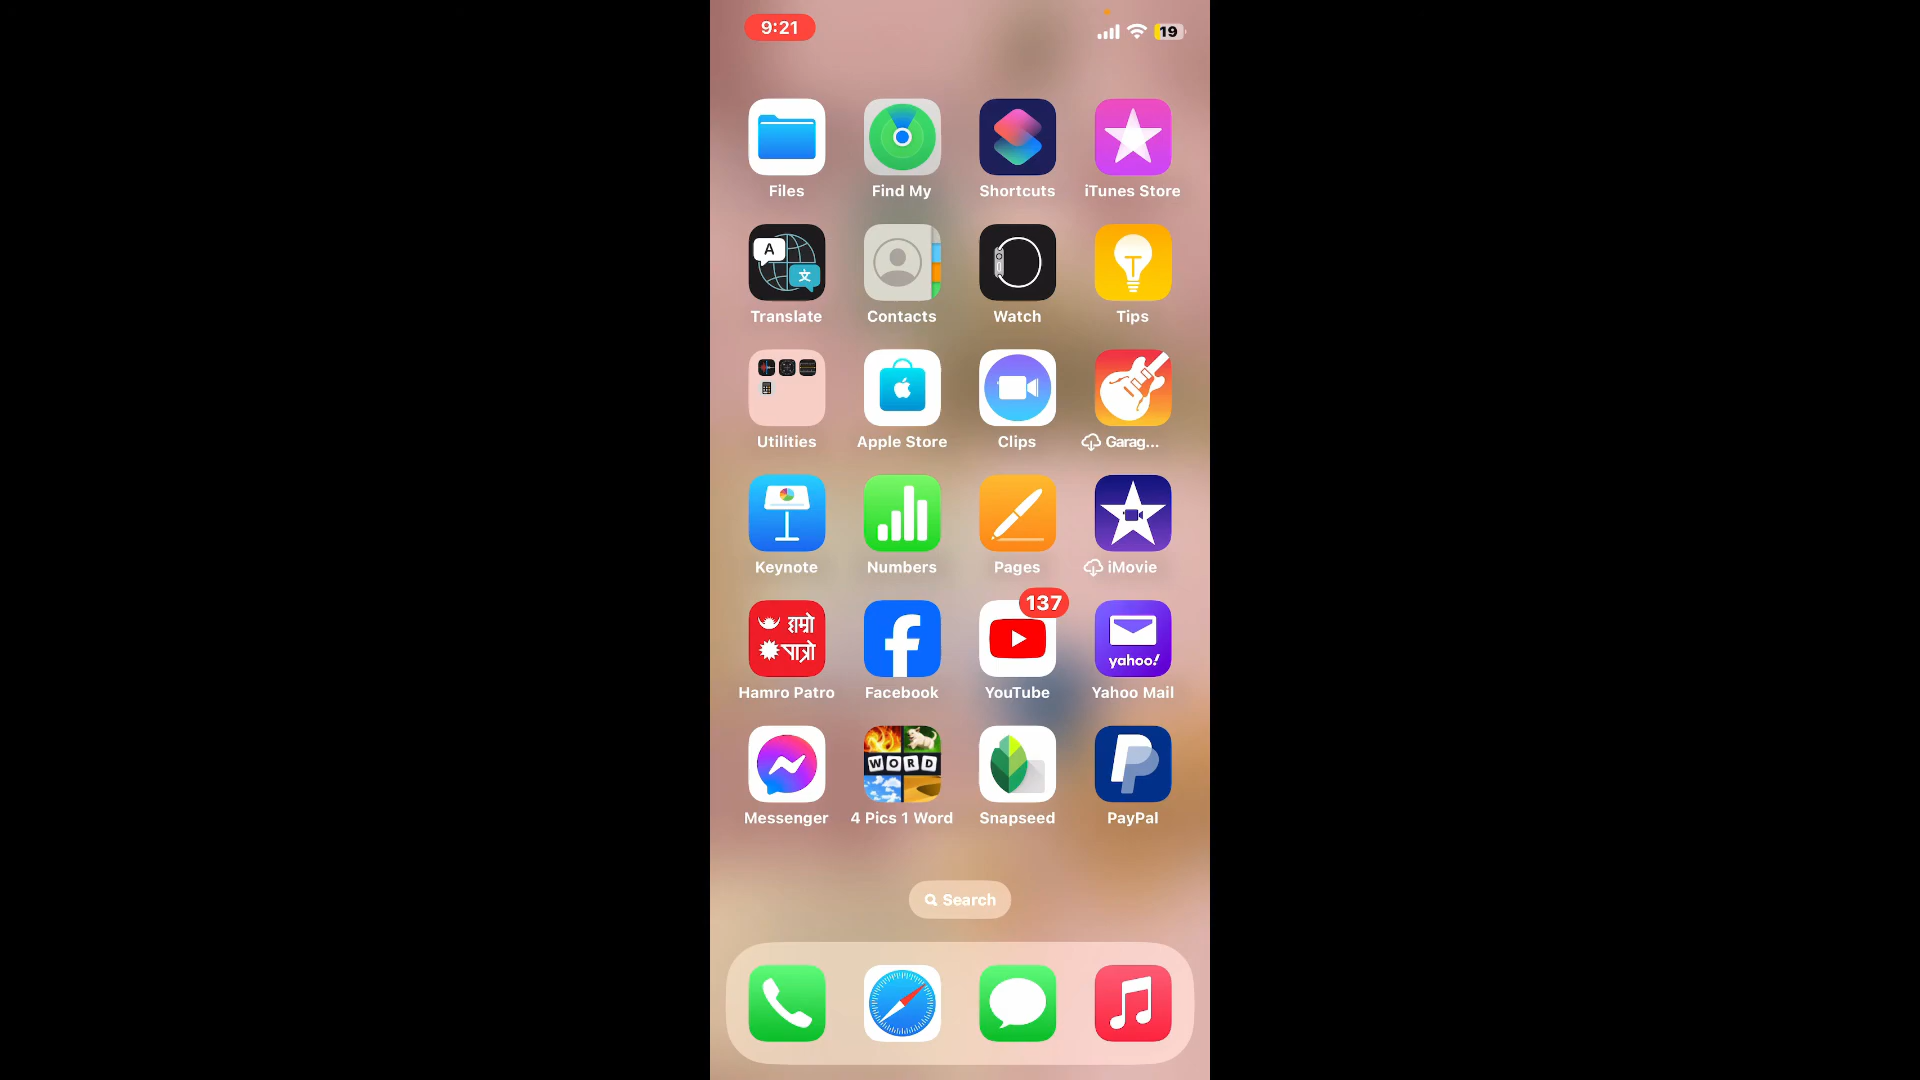 9:21
19
Files Find My Shortcuts iTunes Store
A 文
Translate Contacts Watch Tips
Utilities Apple Store Clips Garag...
Keynote Numbers Pages iMovie
137
हाम्रो
पात्रो
yahoo!
Hamro Patro Facebook YouTube Yahoo Mail
WORD
Messenger 4 Pics 1 Word Snapseed PayPal
Search